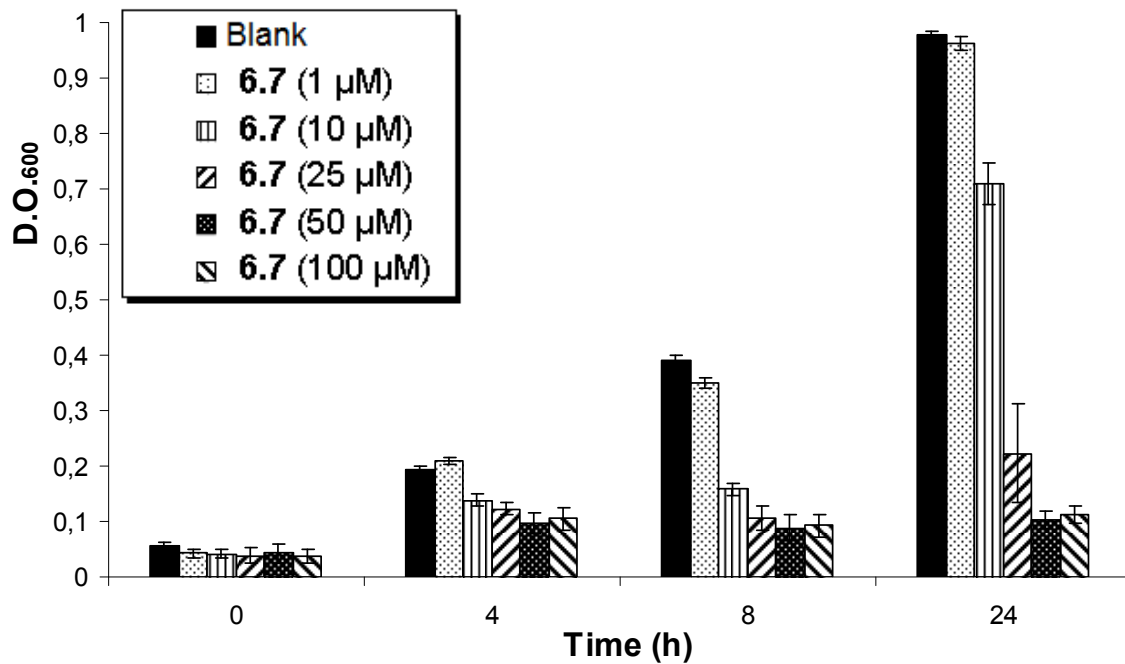 Blank
6.7 (1 µM)
6.7 (10 µM)
6.7 (25 µM)
6.7 (50 µM)
6.7 (100 µM)
D.O.600
1
0,9
0,8
0,7
0,6
0,5
0,4
0,3
0,2
0,1
0
0 4 8 24
Time (h)